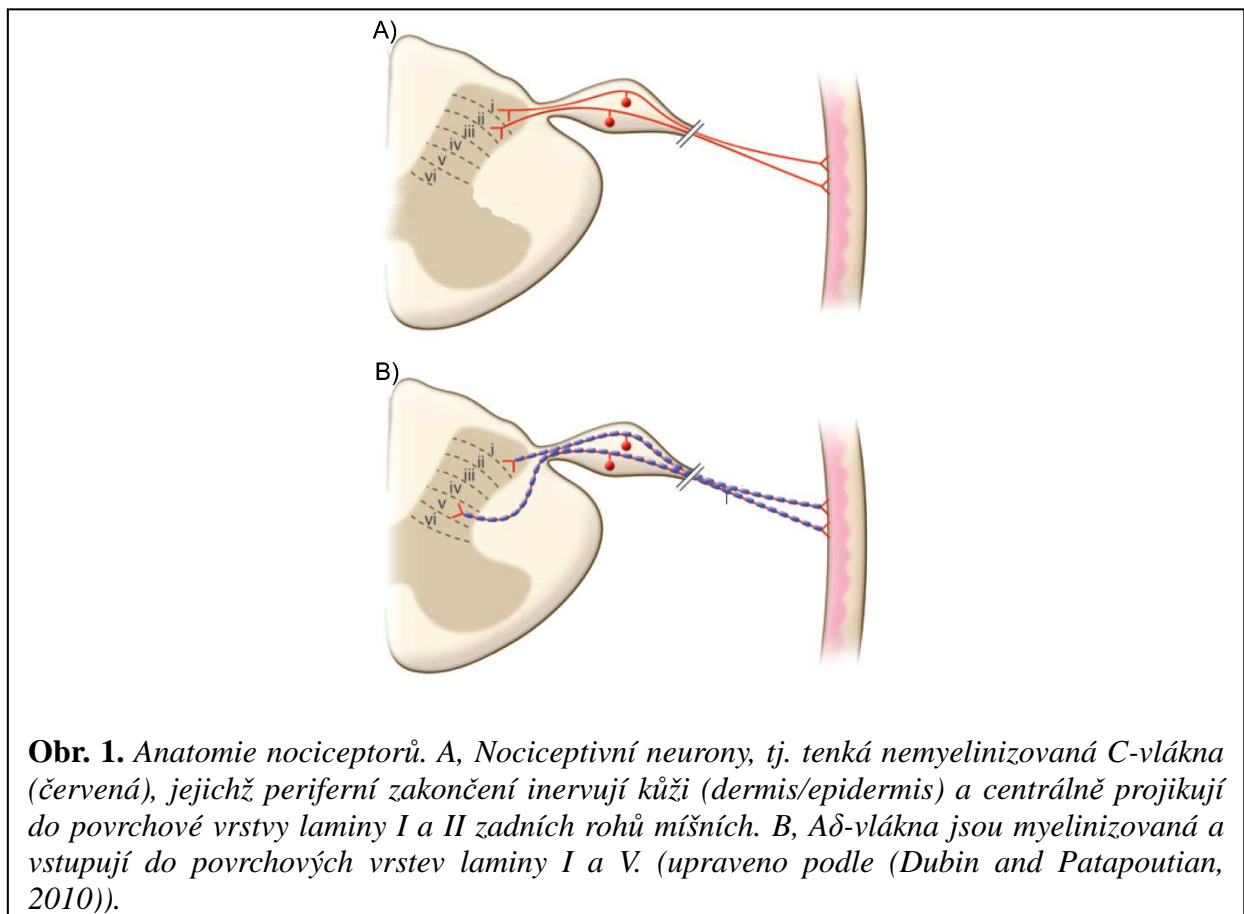 A)
i
ii
iii
iv
v
vi
B)
i
ii
iii
iv
v
vi
Obr. 1. Anatomie nociceptorů. A, Nociceptivní neurony, tj. tenká nemyelinizovaná C-vlákna
(červená), jejichž periferní zakončení inervují kůži (dermis/epidermis) a centrálně projikují
do povrchové vrstvy laminy I a II zadních rohů míšních. B, Aδ-vlákna jsou myelinizovaná a
vstupují do povrchových vrstev laminy I a V. (upraveno podle (Dubin and Patapoutian,
2010)).